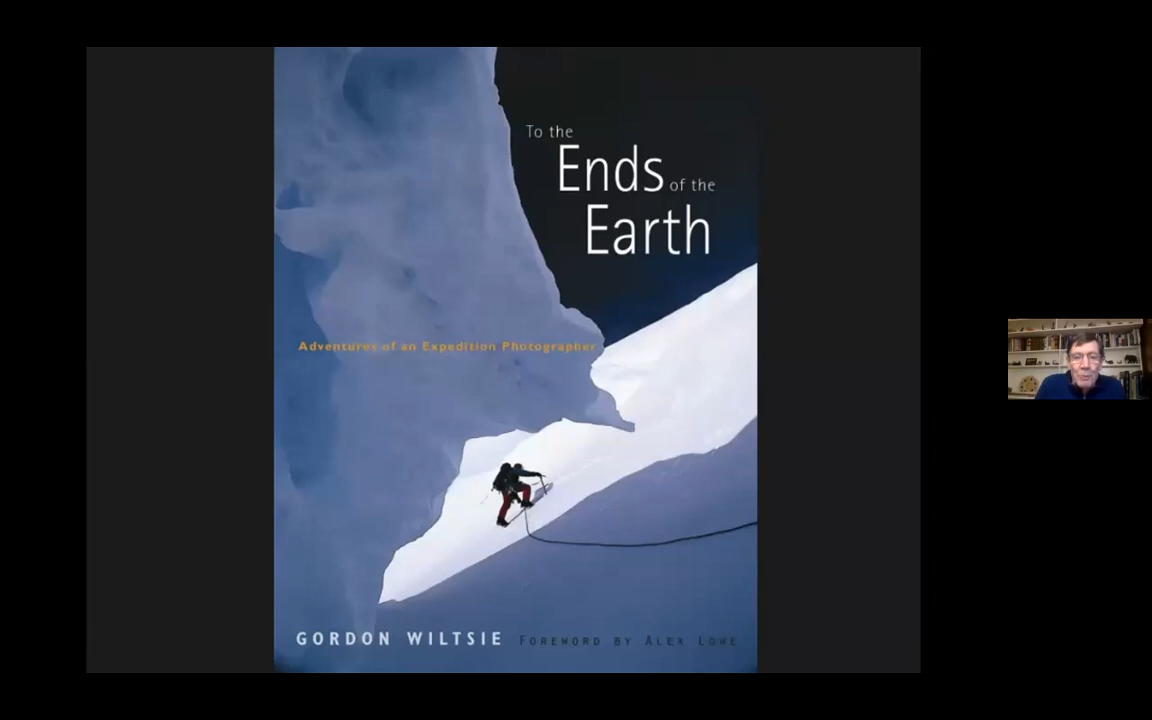 To the
Ends of the
Earth
Adventures of an Expedition Photographer
GORDON WILTSIE FOREWORD BY ALEX LOWE